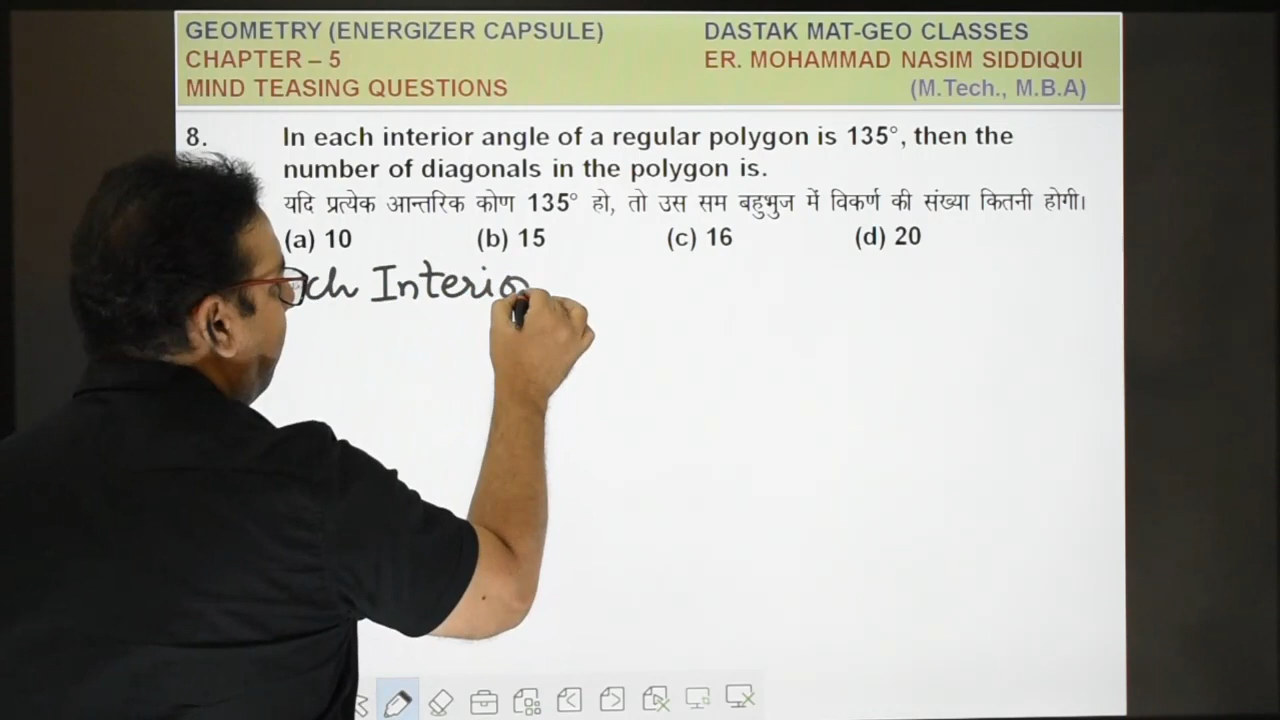 GEOMETRY (ENERGIZER CAPSULE) DASTAK MAT-GEO CLASSES
CHAPTER – 5 ER. MOHAMMAD NASIM SIDDIQUI
MIND TEASING QUESTIONS (M.Tech., M.B.A)
8. In each interior angle of a regular polygon is 135°, then the
number of diagonals in the polygon is.
यदि प्रत्येक आन्तरिक कोण 135° हो, तो उस सम बहुभुज में विकर्ण की संख्या कितनी होगी।
(a) 10 (b) 15 (c) 16 (d) 20
ch Interio